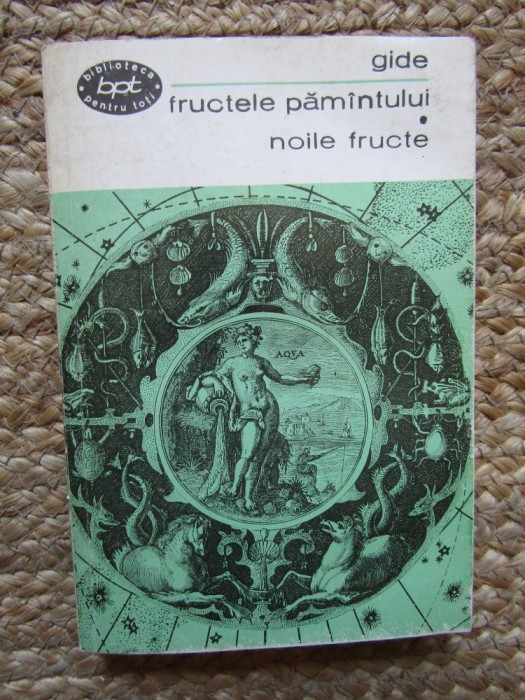 gide
biblioteca
bpt
pentru toți
fructele pămîntului
noile fructe
AQVA